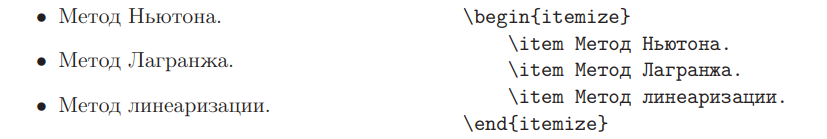 • Метод Ньютона.
• Метод Лагранжа.
• Метод линеаризации.
\begin{itemize}
\item Метод Ньютона.
\item Метод Лагранжа.
\item Метод линеаризации.
\end{itemize}